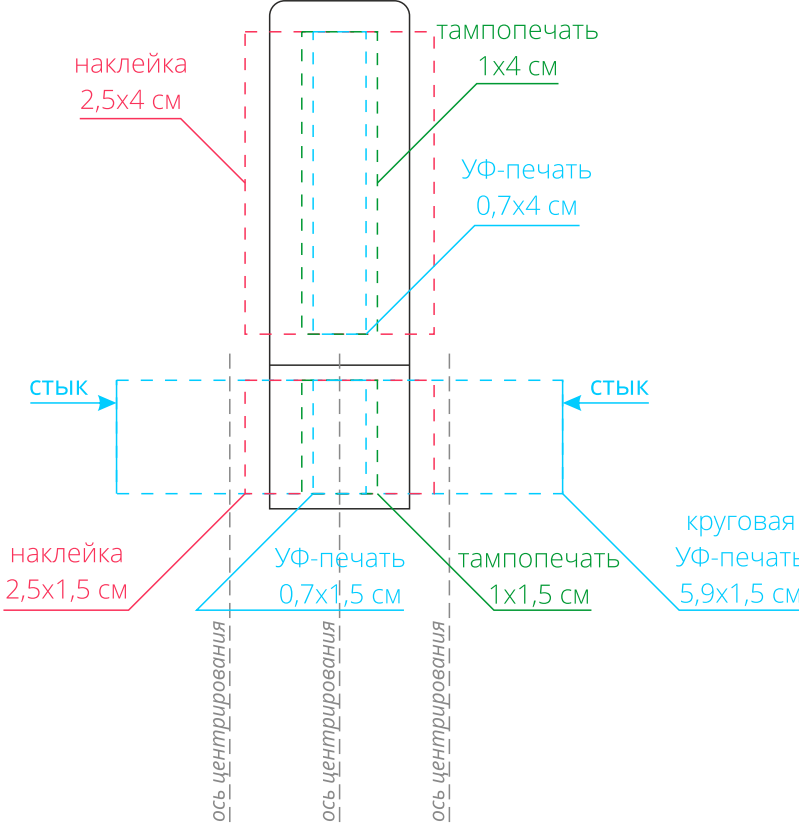 тампопечать
1х4 см
наклейка
2,5х4 см
УФ-печать
0,7х4 см
стык
стык
круговая
УФ-печать
5,9х1,5 см
наклейка
2,5х1,5 см
УФ-печать
0,7х1,5 см
тампопечать
1х1,5 см
ось центрирования
ось центрирования
ось центрирования